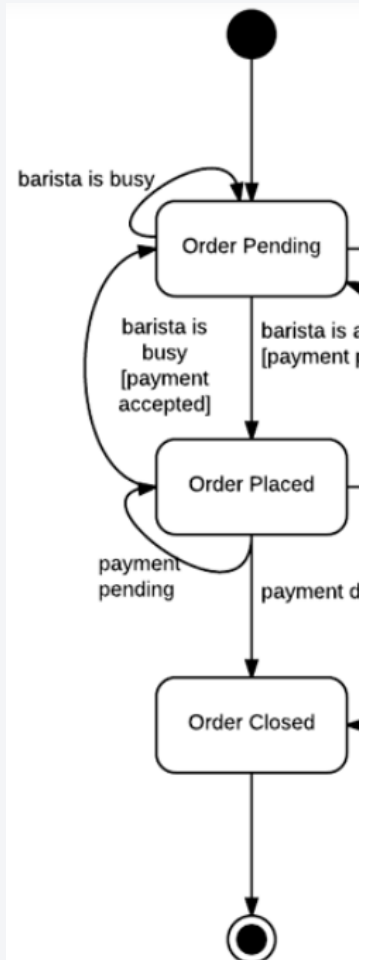 barista is busy
Order Pending
barista is
busy
[payment
accepted]
barista is a
[payment p
Order Placed
payment
pending
payment d
Order Closed